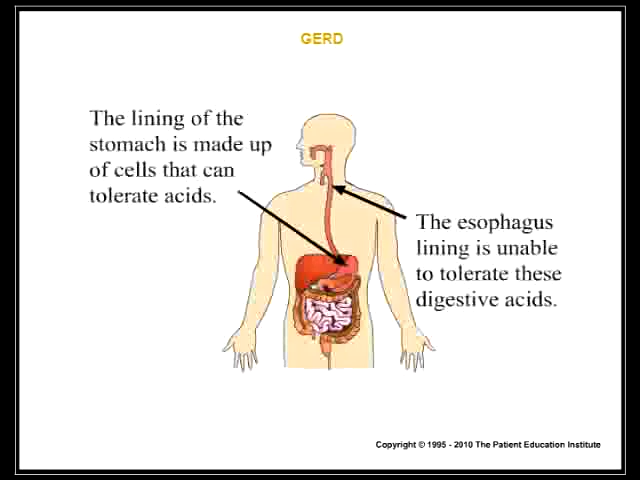 GERD
The lining of the
stomach is made up
of cells that can
tolerate acids.
The esophagus
lining is unable
to tolerate these
digestive acids.
Copyright © 1995 - 2010 The Patient Education Institute